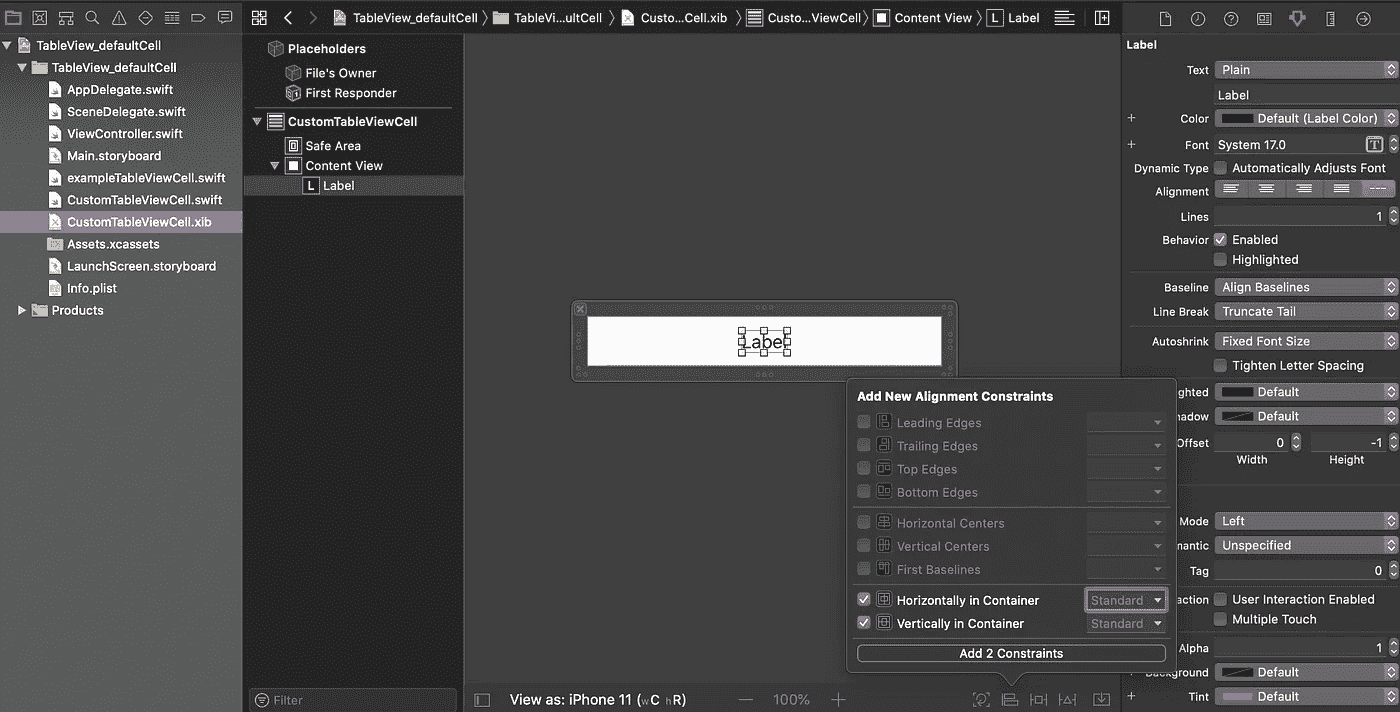 TableView_defaultCell
TableVi...ultCell
Custo...Cell.xib
Custo...ViewCell
Content View
L
Label
TableView_defaultCell
TableView_defaultCell
AppDelegate.swift
SceneDelegate.swift
ViewController.swift
Main.storyboard
exampleTableViewCell.swift
CustomTableViewCell.swift
CustomTableViewCell.xib
Assets.xcassets
LaunchScreen.storyboard
Info.plist
Products
Placeholders
File's Owner
First Responder
CustomTableViewCell
Safe Area
Content View
L Label
Filter
Label
Add New Alignment Constraints
Leading Edges
Trailing Edges
Top Edges
Bottom Edges
Horizontal Centers
Vertical Centers
First Baselines
Horizontally in Container Standard
Vertically in Container Standard
Add 2 Constraints
View as: iPhone 11 (wC hR)
100%
Label
Text Plain
Label
Color Default (Label Color)
Font System 17.0 T
Dynamic Type Automatically Adjusts Font
Alignment
Lines 1
Behavior Enabled
Highlighted
Baseline Align Baselines
Line Break Truncate Tail
Autoshrink Fixed Font Size
Tighten Letter Spacing
ghted Default
adow Default
Offset 0 -1
Width Height
Mode Left
mantic Unspecified
Tag 0
action User Interaction Enabled
Multiple Touch
Alpha 1
Background Default
Tint Default